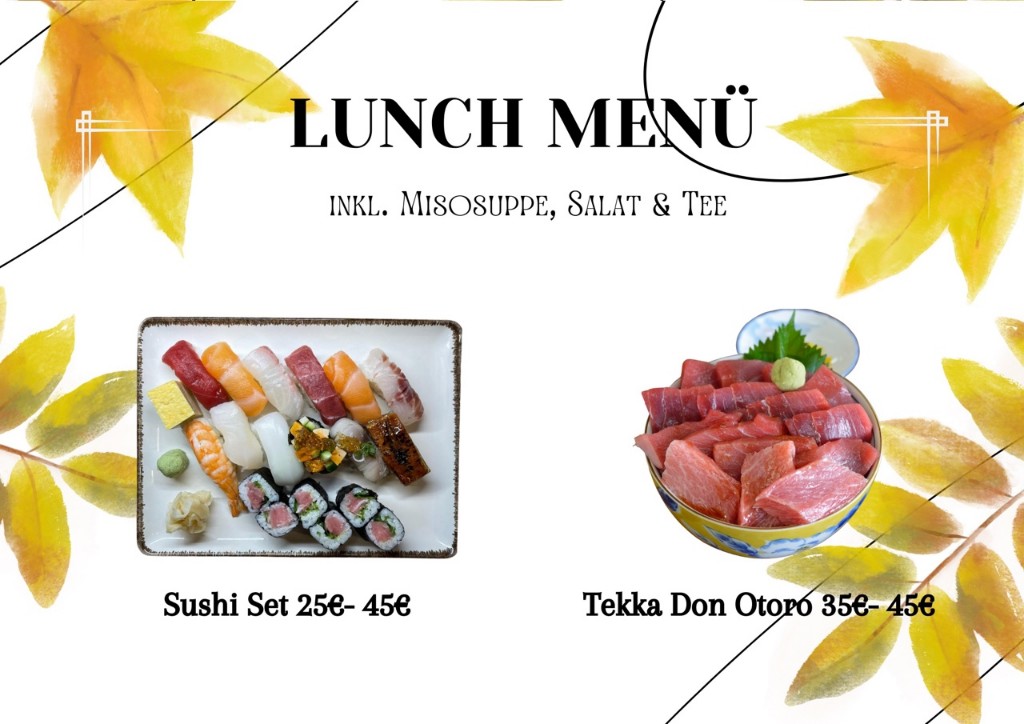 LUNCH MENÜ
INKL. MISOSUPPE, SALAT & TEE
Sushi Set 25€- 45€
Tekka Don Otoro 35€- 45€